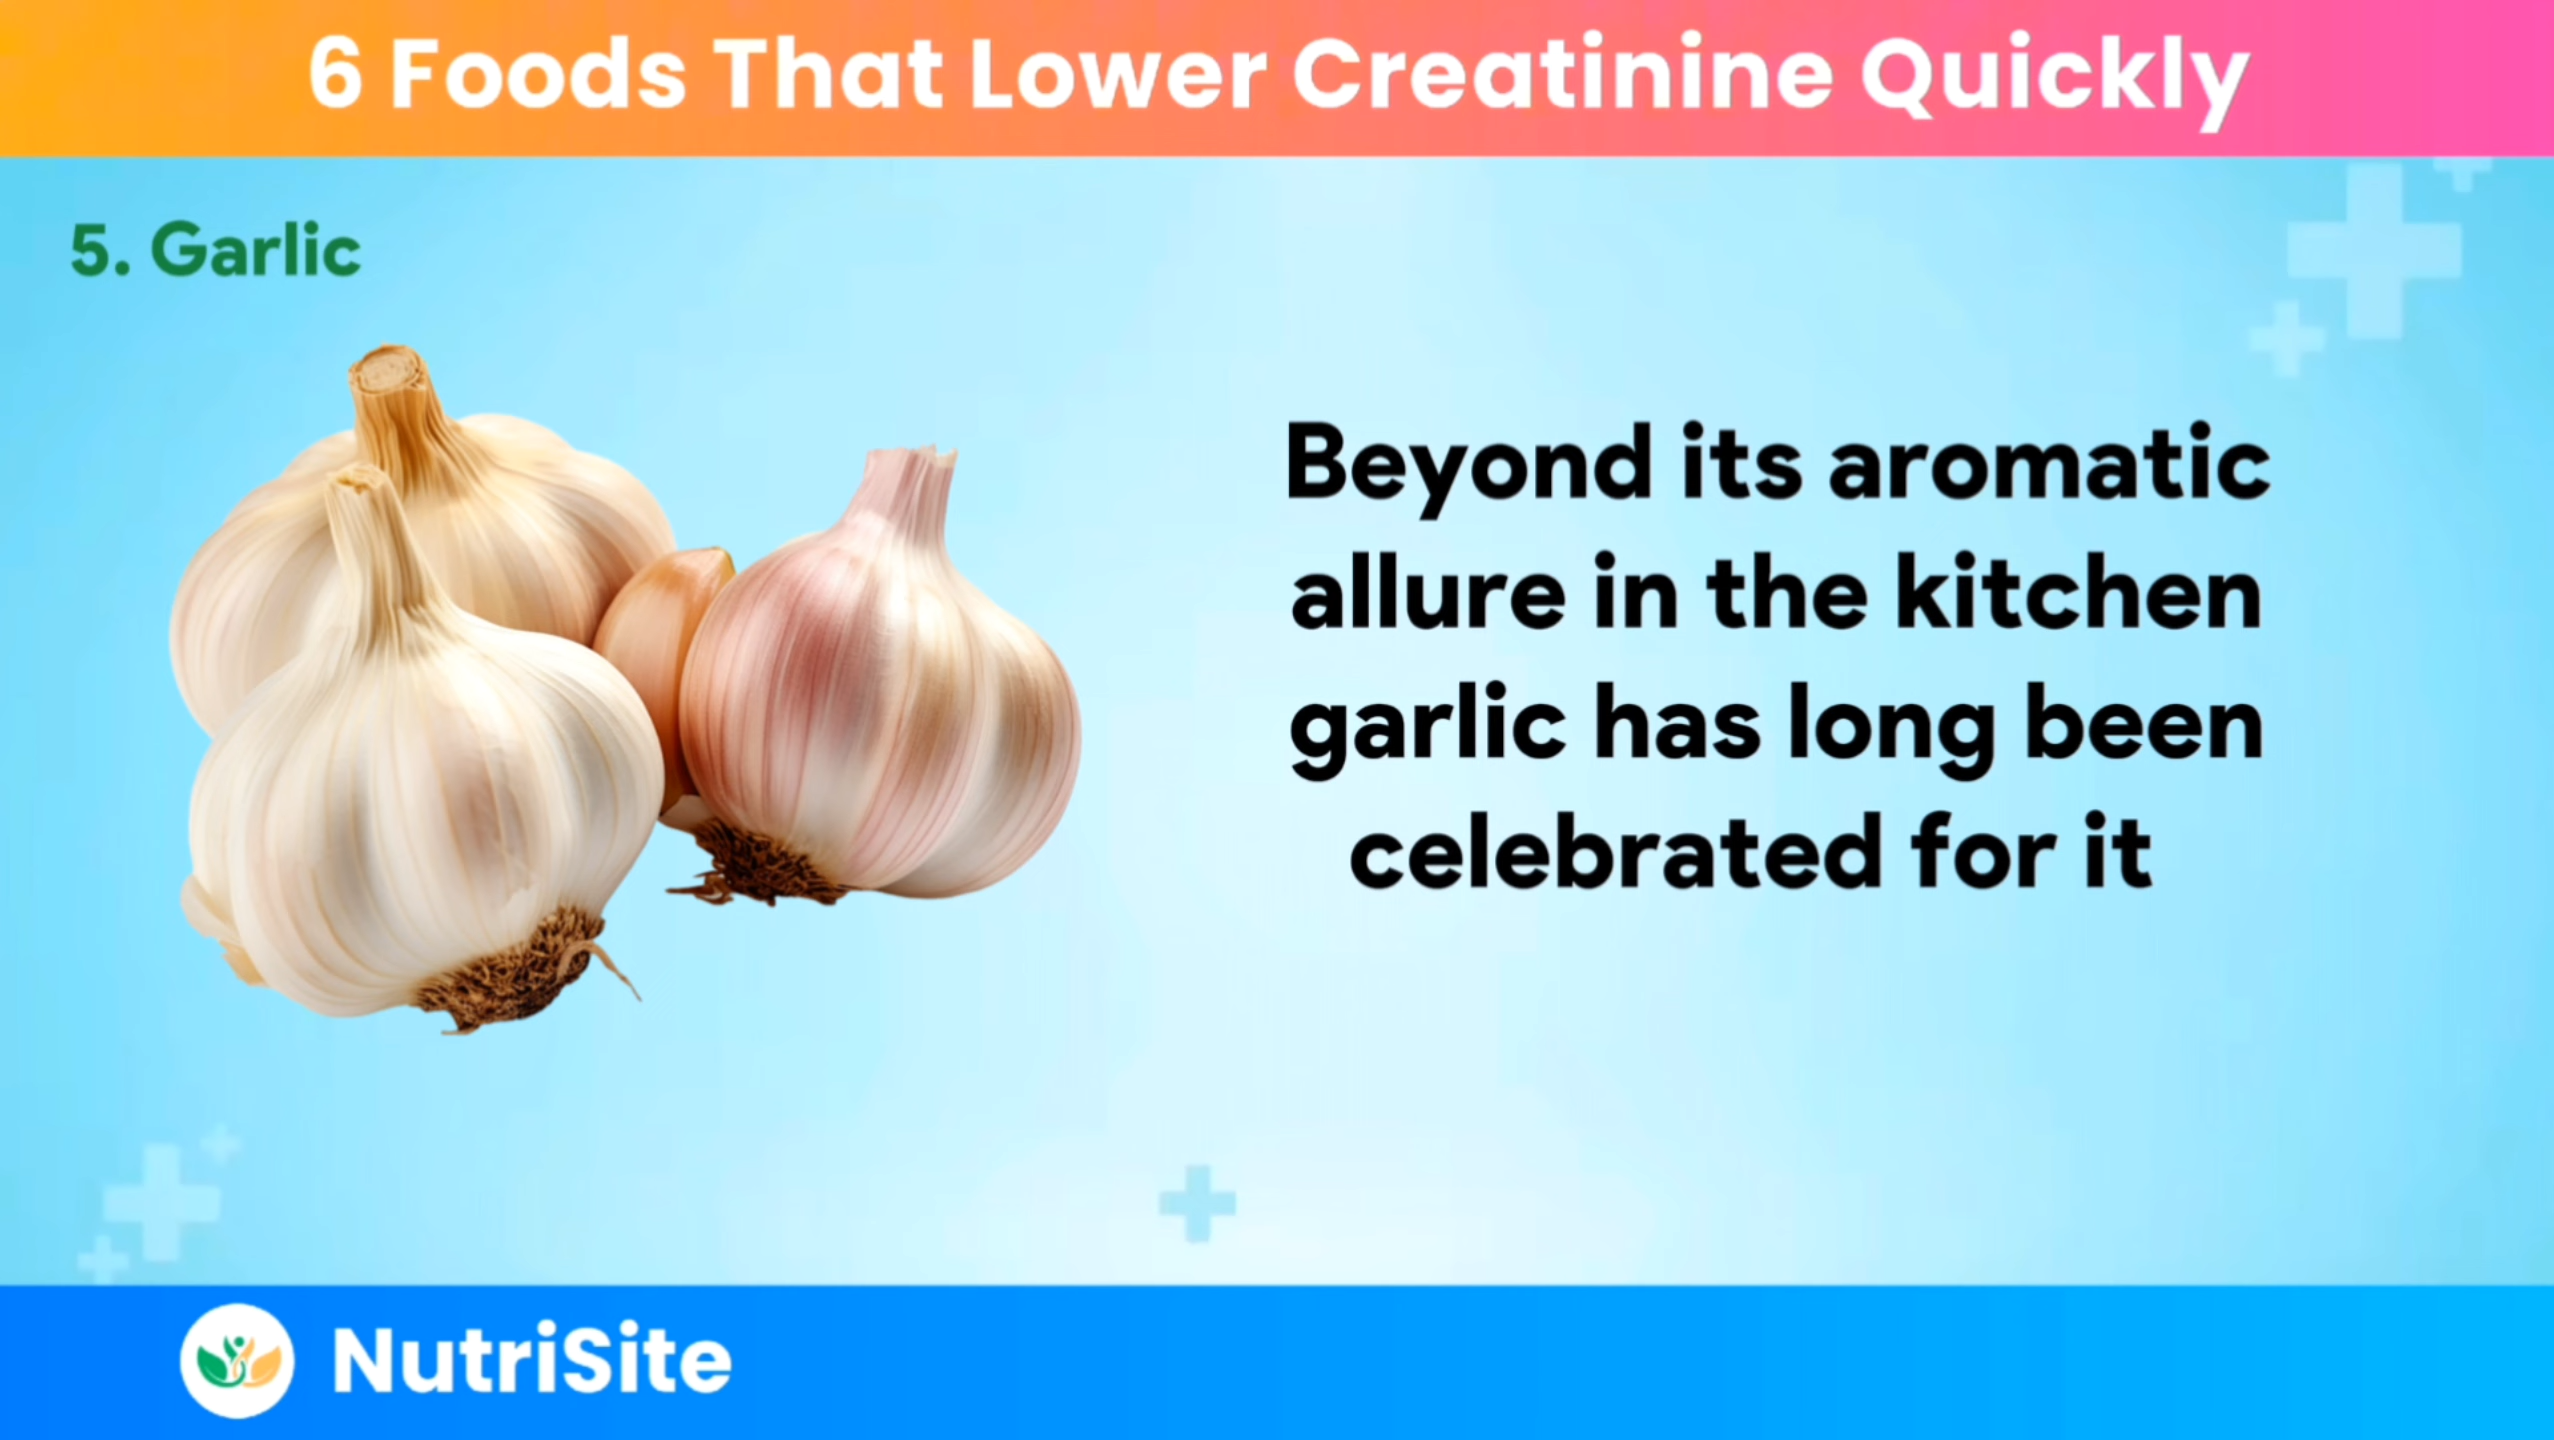 6 Foods That Lower Creatinine Quickly
5. Garlic
Beyond its aromatic
allure in the kitchen
garlic has long been
celebrated for it
NutriSite